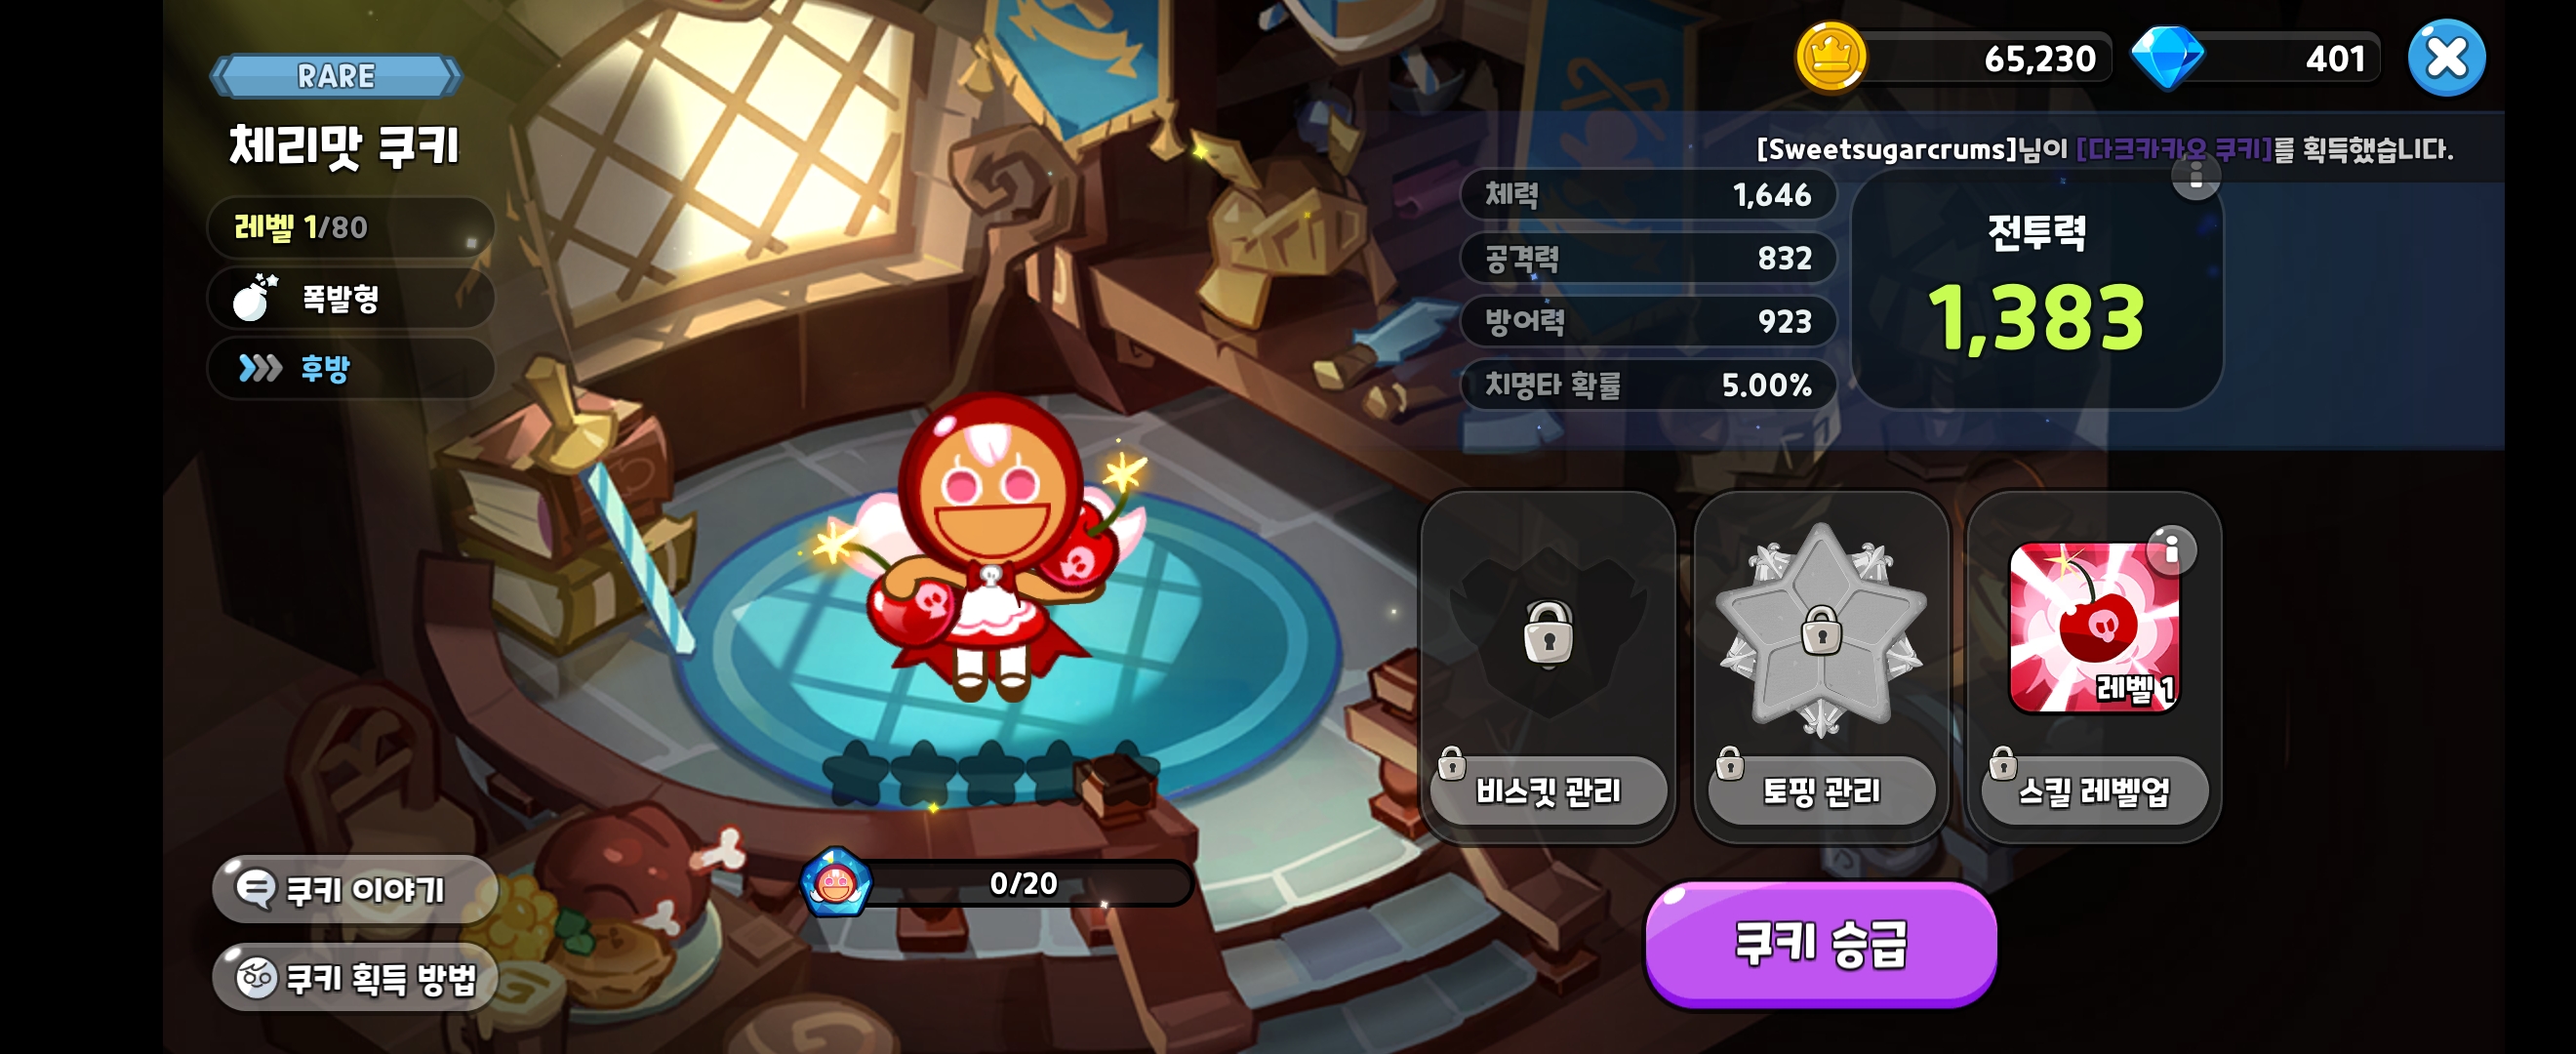 RARE
체리맛 쿠키
레벨 1/80
폭발형
후방
65,230
401
[Sweetsugarcrums]님이 [다크카카오 쿠키]를 획득했습니다.
체력 1,646
공격력 832
방어력 923
치명타 확률 5.00%
전투력
1,383
레벨 1
비스킷 관리
토핑 관리
스킬 레벨업
0/20
쿠키 이야기
쿠키 획득 방법
쿠키 승급